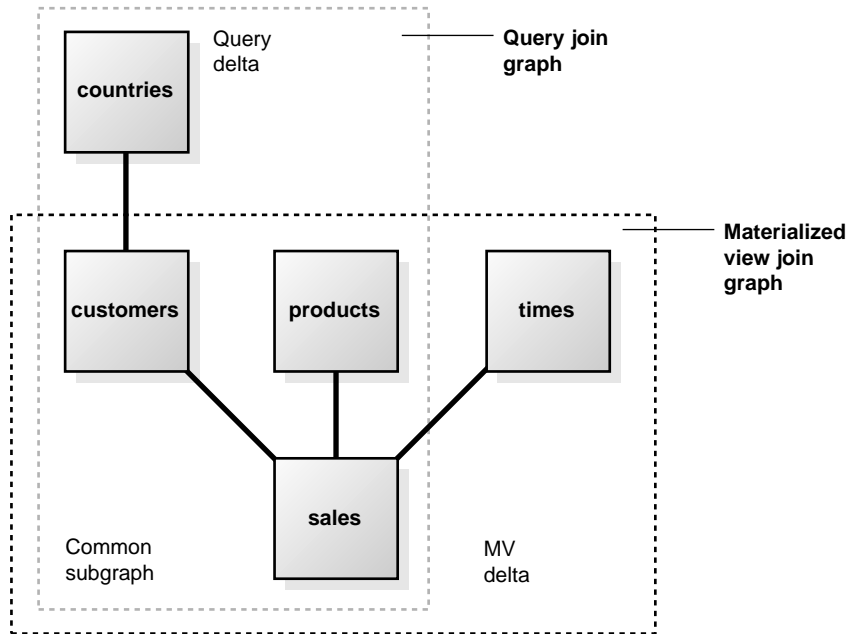 Query
delta
Query join
graph
countries
Materialized
view join
graph
customers
products
times
sales
Common
subgraph
MV
delta